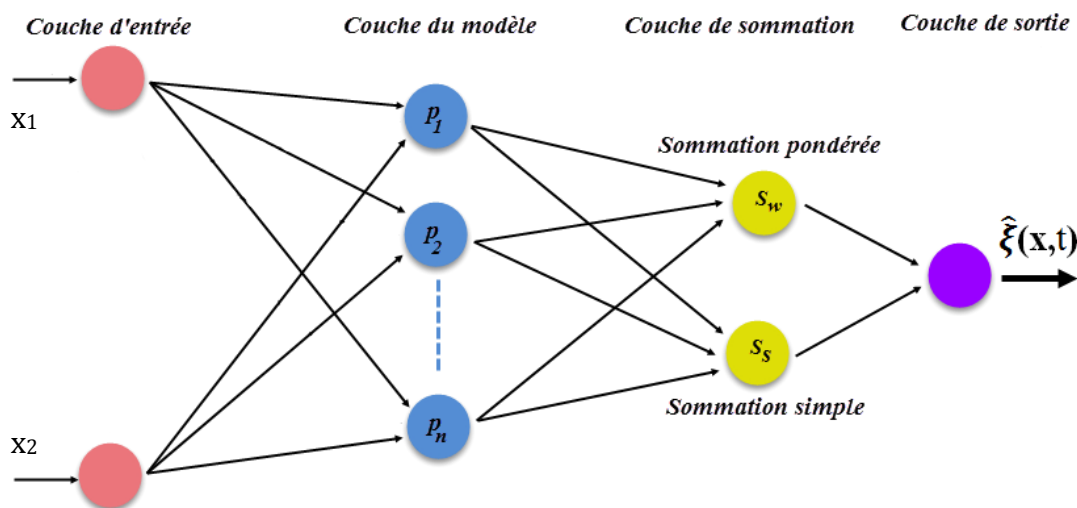 Couche d'entrée Couche du modèle Couche de sommation Couche de sortie
X1
p1
Sommation pondérée
Sw
p2
ξ̂(x,t)
Ss
Sommation simple
pn
X2